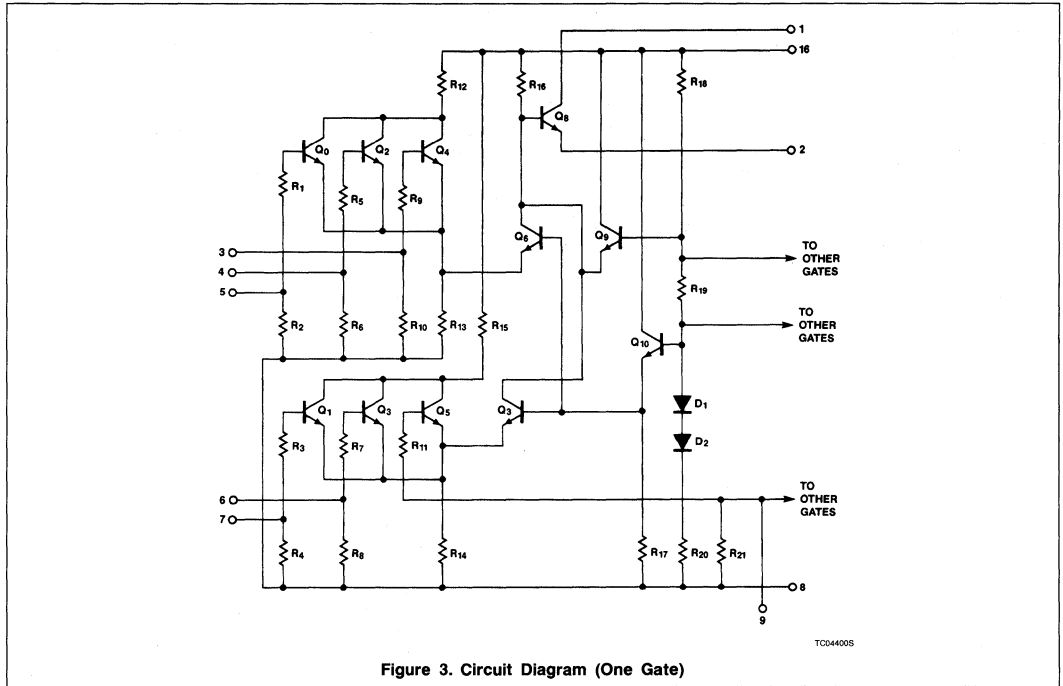 1
16
R12
R16
R18
Q8
Q0
Q2
Q4
2
R1
R5
R9
Q6
Q9
3
4
5
TO
OTHER
GATES
R19
R2
R6
R10
R13
R15
TO
OTHER
GATES
Q10
Q1
Q3
Q5
Q3
D1
R3
R7
R11
D2
6
7
TO
OTHER
GATES
R4
R8
R14
R17
R20
R21
8
9
TC04400S
Figure 3. Circuit Diagram (One Gate)